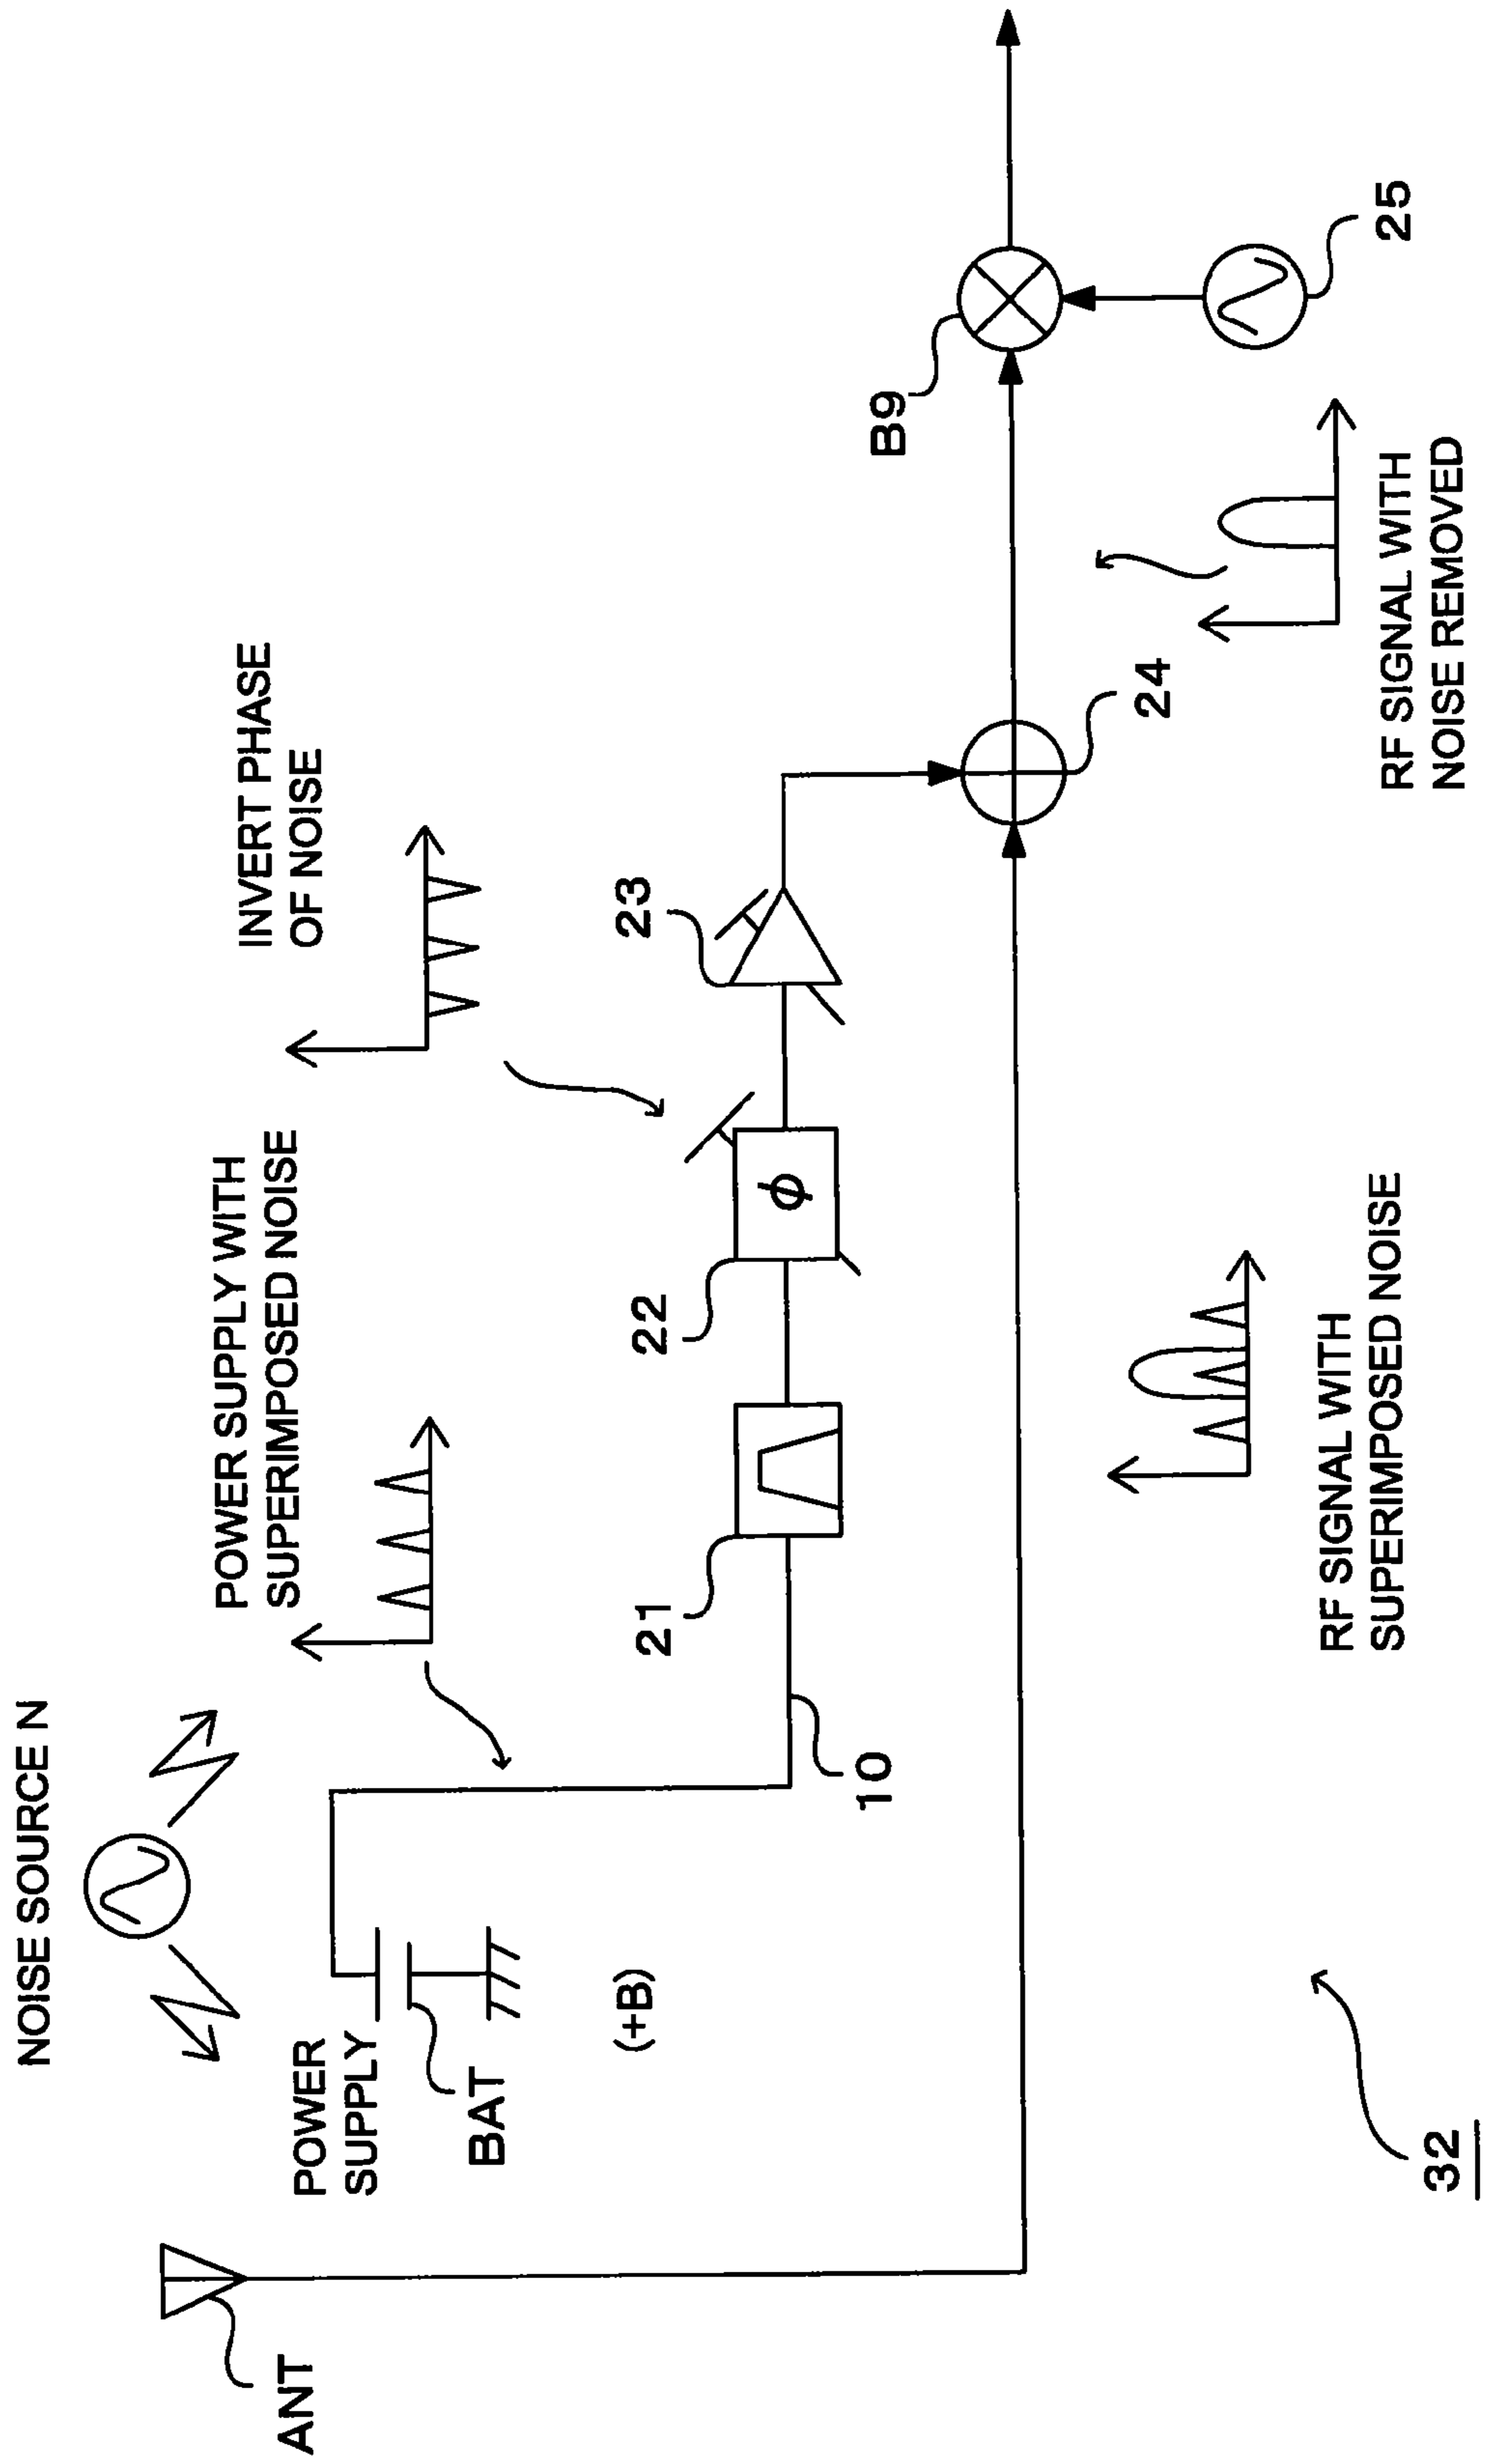 NOISE SOURCE N
POWER SUPPLY WITH
SUPERIMPOSED NOISE
INVERT PHASE
OF NOISE
ANT
POWER
SUPPLY
BAT
(+B)
10
21
22
ϕ
23
24
B9
25
RF SIGNAL WITH
SUPERIMPOSED NOISE
RF SIGNAL WITH
NOISE REMOVED
32